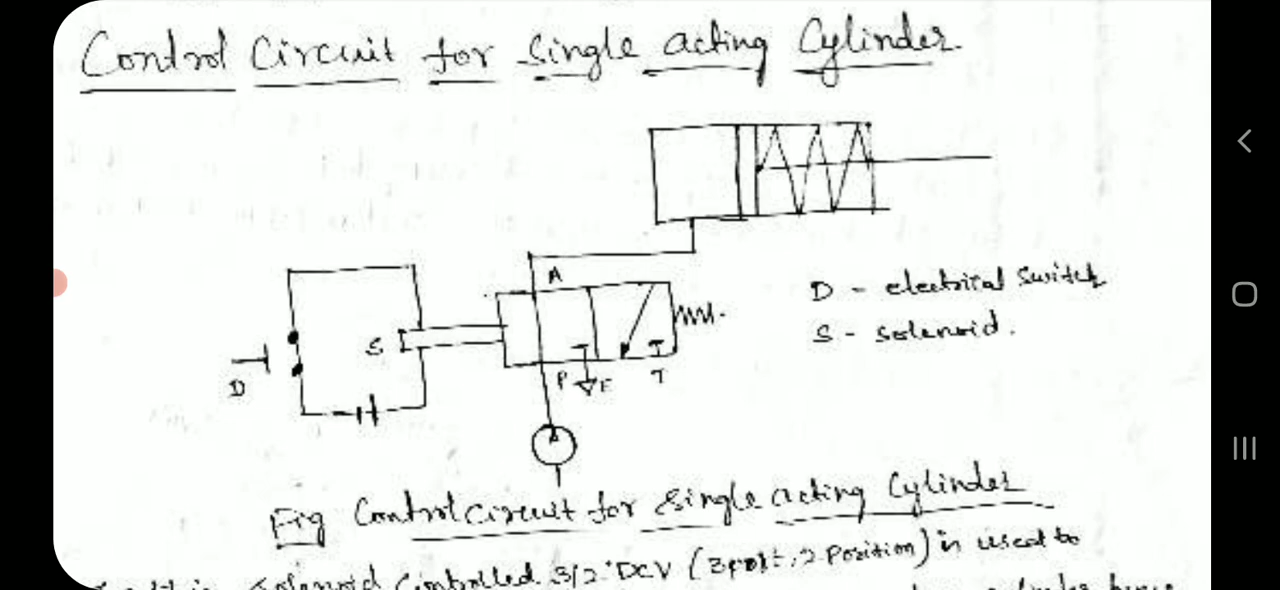 Control Circuit for Single acting Cylinder
A
D - electrical Switch
S - solenoid.
S
D
P
E
T
Fig Control circuit for single acting Cylinder
solenoid Controlled 3/2 DCV (3port, 2 Position) is used to